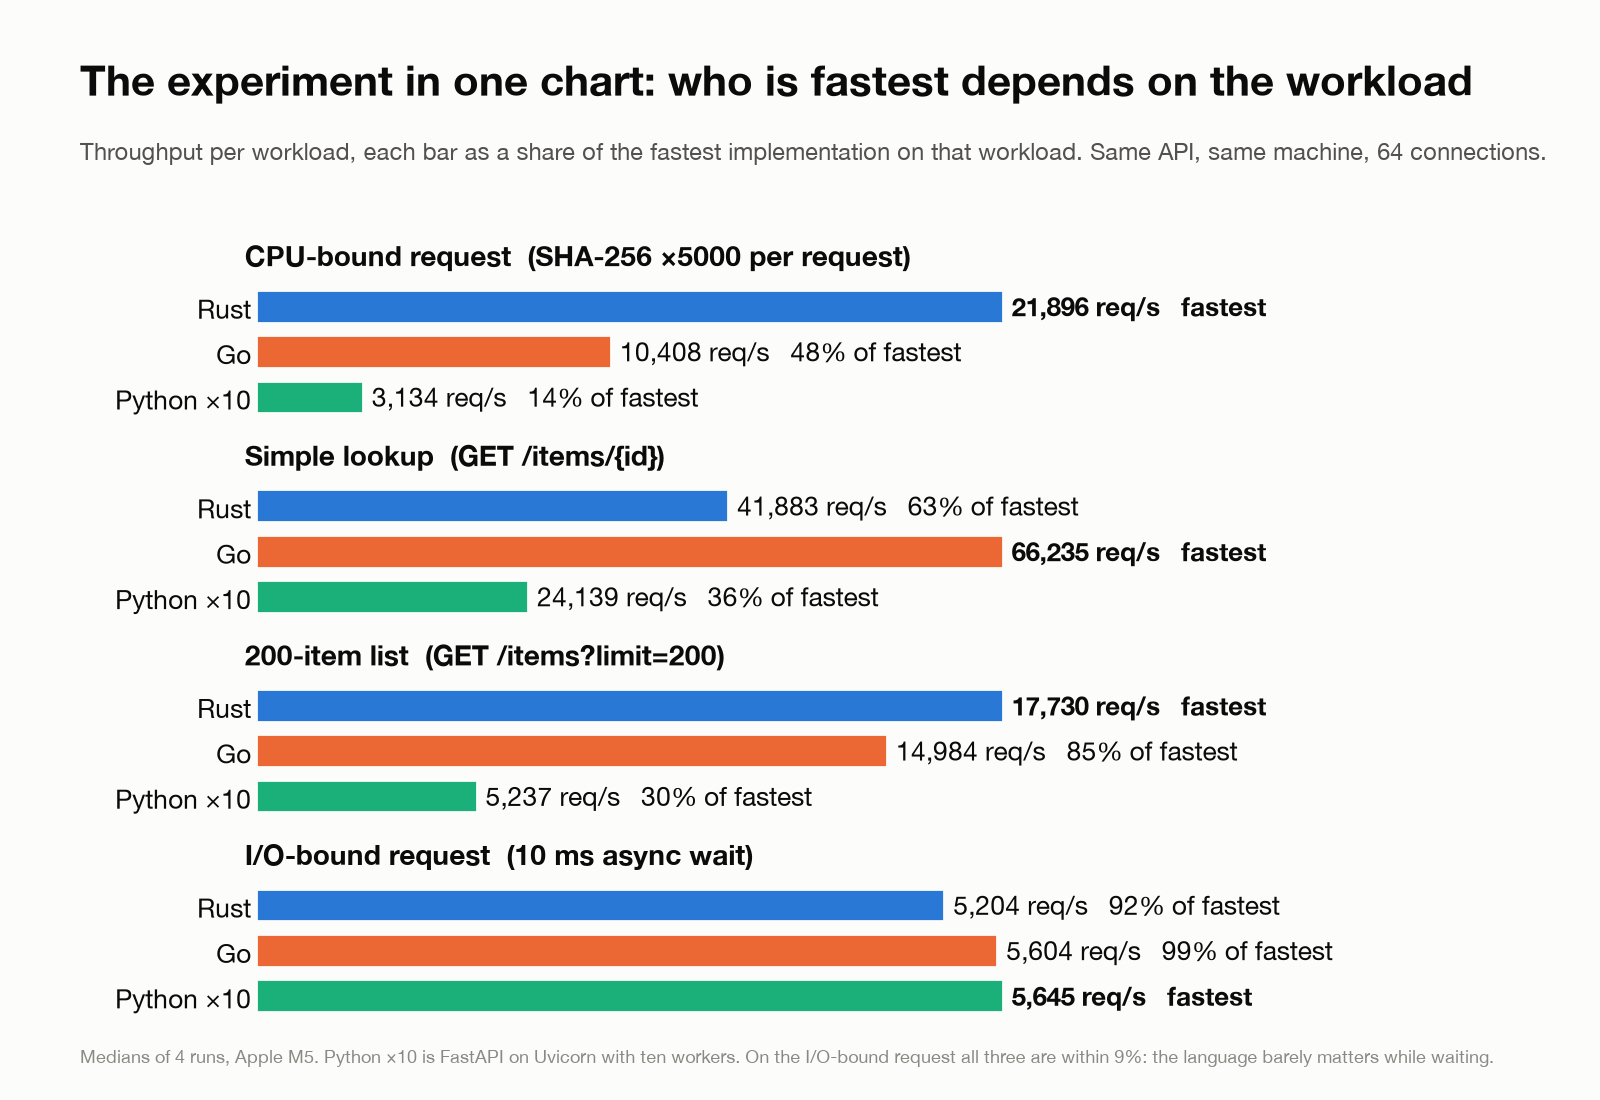 The experiment in one chart: who is fastest depends on the workload
Throughput per workload, each bar as a share of the fastest implementation on that workload. Same API, same machine, 64 connections.
CPU-bound request (SHA-256 ×5000 per request)
Rust 21,896 req/s fastest
Go 10,408 req/s 48% of fastest
Python ×10 3,134 req/s 14% of fastest
Simple lookup (GET /items/{id})
Rust 41,883 req/s 63% of fastest
Go 66,235 req/s fastest
Python ×10 24,139 req/s 36% of fastest
200-item list (GET /items?limit=200)
Rust 17,730 req/s fastest
Go 14,984 req/s 85% of fastest
Python ×10 5,237 req/s 30% of fastest
I/O-bound request (10 ms async wait)
Rust 5,204 req/s 92% of fastest
Go 5,604 req/s 99% of fastest
Python ×10 5,645 req/s fastest
Medians of 4 runs, Apple M5. Python ×10 is FastAPI on Uvicorn with ten workers. On the I/O-bound request all three are within 9%: the language barely matters while waiting.